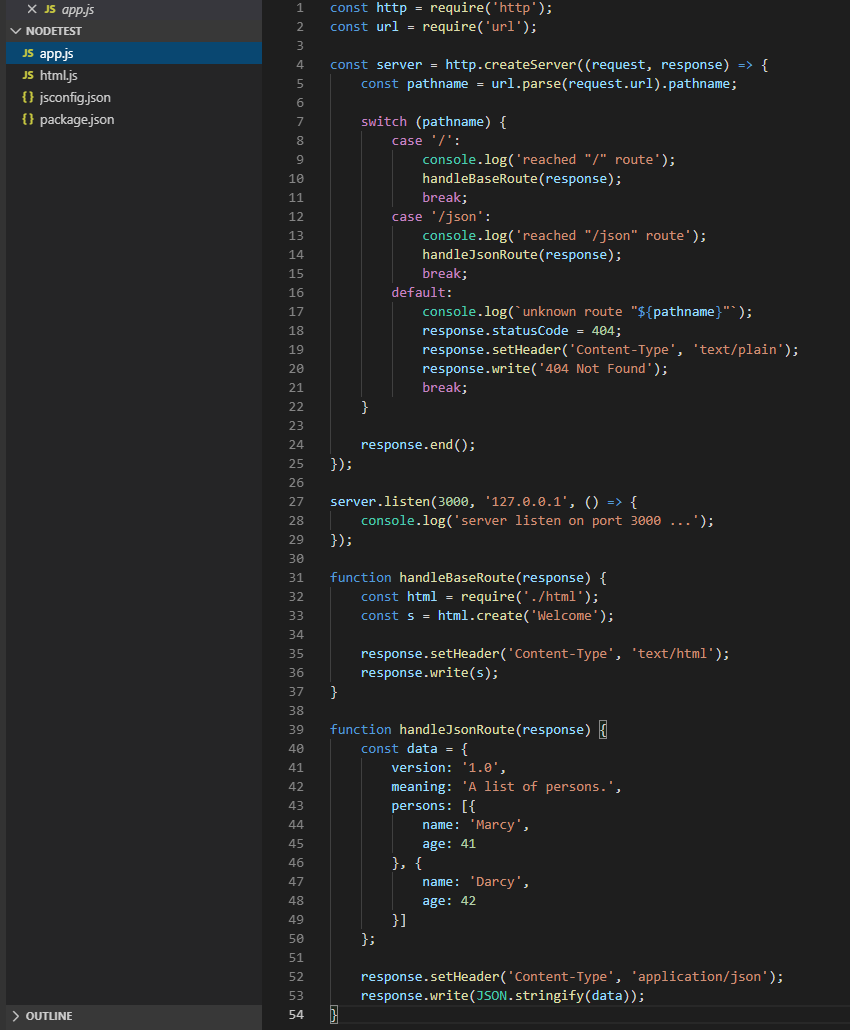 JS app.js
NODETEST
JS app.js
JS html.js
{} jsconfig.json
{} package.json
OUTLINE
1 const http = require('http');
2 const url = require('url');
3
4 const server = http.createServer((request, response) => {
5     const pathname = url.parse(request.url).pathname;
6
7     switch (pathname) {
8         case '/':
9             console.log('reached "/" route');
10             handleBaseRoute(response);
11             break;
12         case '/json':
13             console.log('reached "/json" route');
14             handleJsonRoute(response);
15             break;
16         default:
17             console.log(`unknown route "${pathname}"`);
18             response.statusCode = 404;
19             response.setHeader('Content-Type', 'text/plain');
20             response.write('404 Not Found');
21             break;
22     }
23
24     response.end();
25 });
26
27 server.listen(3000, '127.0.0.1', () => {
28     console.log('server listen on port 3000 ...');
29 });
30
31 function handleBaseRoute(response) {
32     const html = require('./html');
33     const s = html.create('Welcome');
34
35     response.setHeader('Content-Type', 'text/html');
36     response.write(s);
37 }
38
39 function handleJsonRoute(response) {
40     const data = {
41         version: '1.0',
42         meaning: 'A list of persons.',
43         persons: [{
44             name: 'Marcy',
45             age: 41
46         }, {
47             name: 'Darcy',
48             age: 42
49         }]
50     };
51
52     response.setHeader('Content-Type', 'application/json');
53     response.write(JSON.stringify(data));
54 }